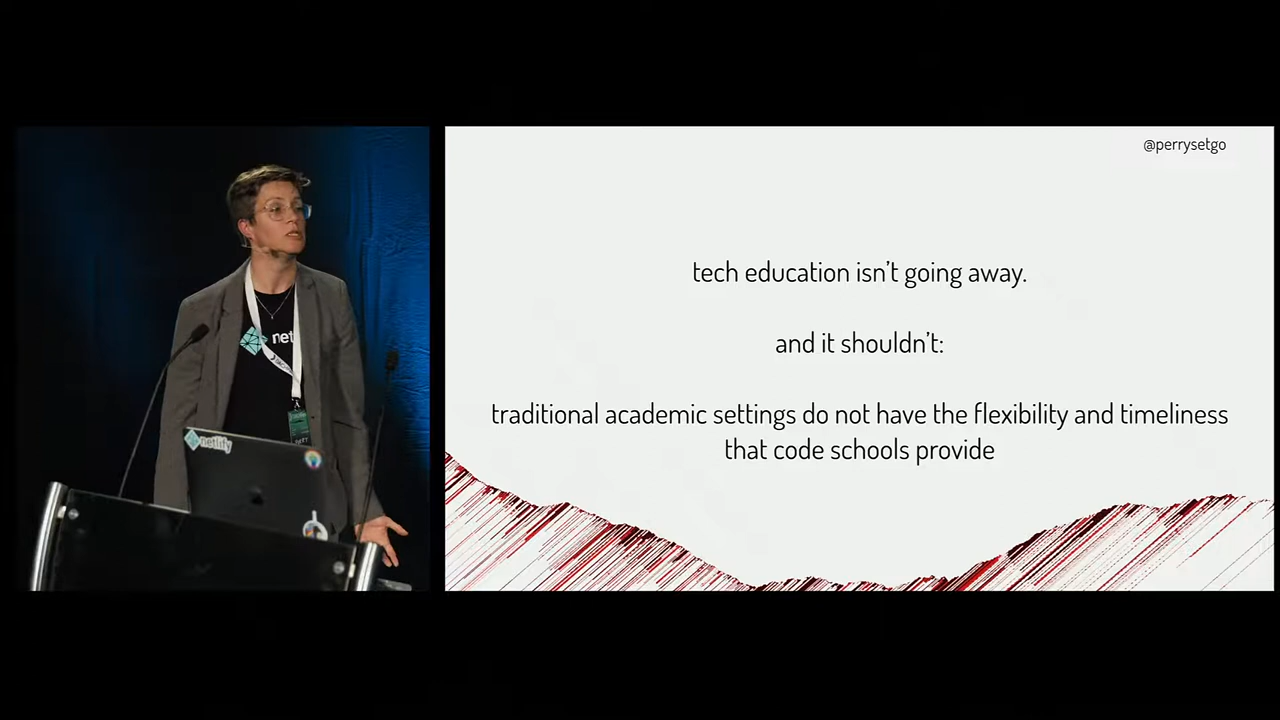 @perrysetgo
tech education isn't going away.
and it shouldn't:
traditional academic settings do not have the flexibility and timeliness
that code schools provide
net
netlify